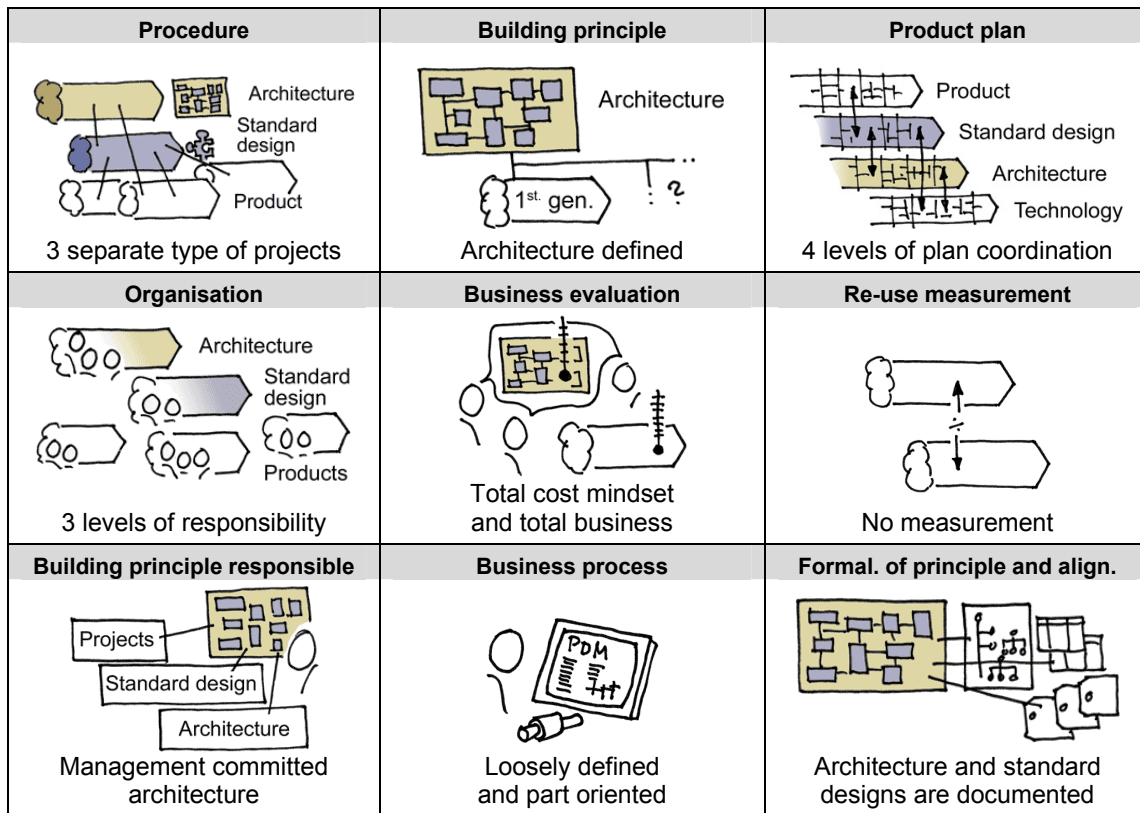 Procedure
Architecture
Standard
design
Product
3 separate type of projects
Building principle
Architecture
1st. gen.
?
Architecture defined
Product plan
Product
Standard design
Architecture
Technology
4 levels of plan coordination
Organisation
Architecture
Standard
design
Products
3 levels of responsibility
Business evaluation
Total cost mindset
and total business
Re-use measurement
No measurement
Building principle responsible
Projects
Standard design
Architecture
Management committed
architecture
Business process
PDM
Loosely defined
and part oriented
Formal. of principle and align.
Architecture and standard
designs are documented